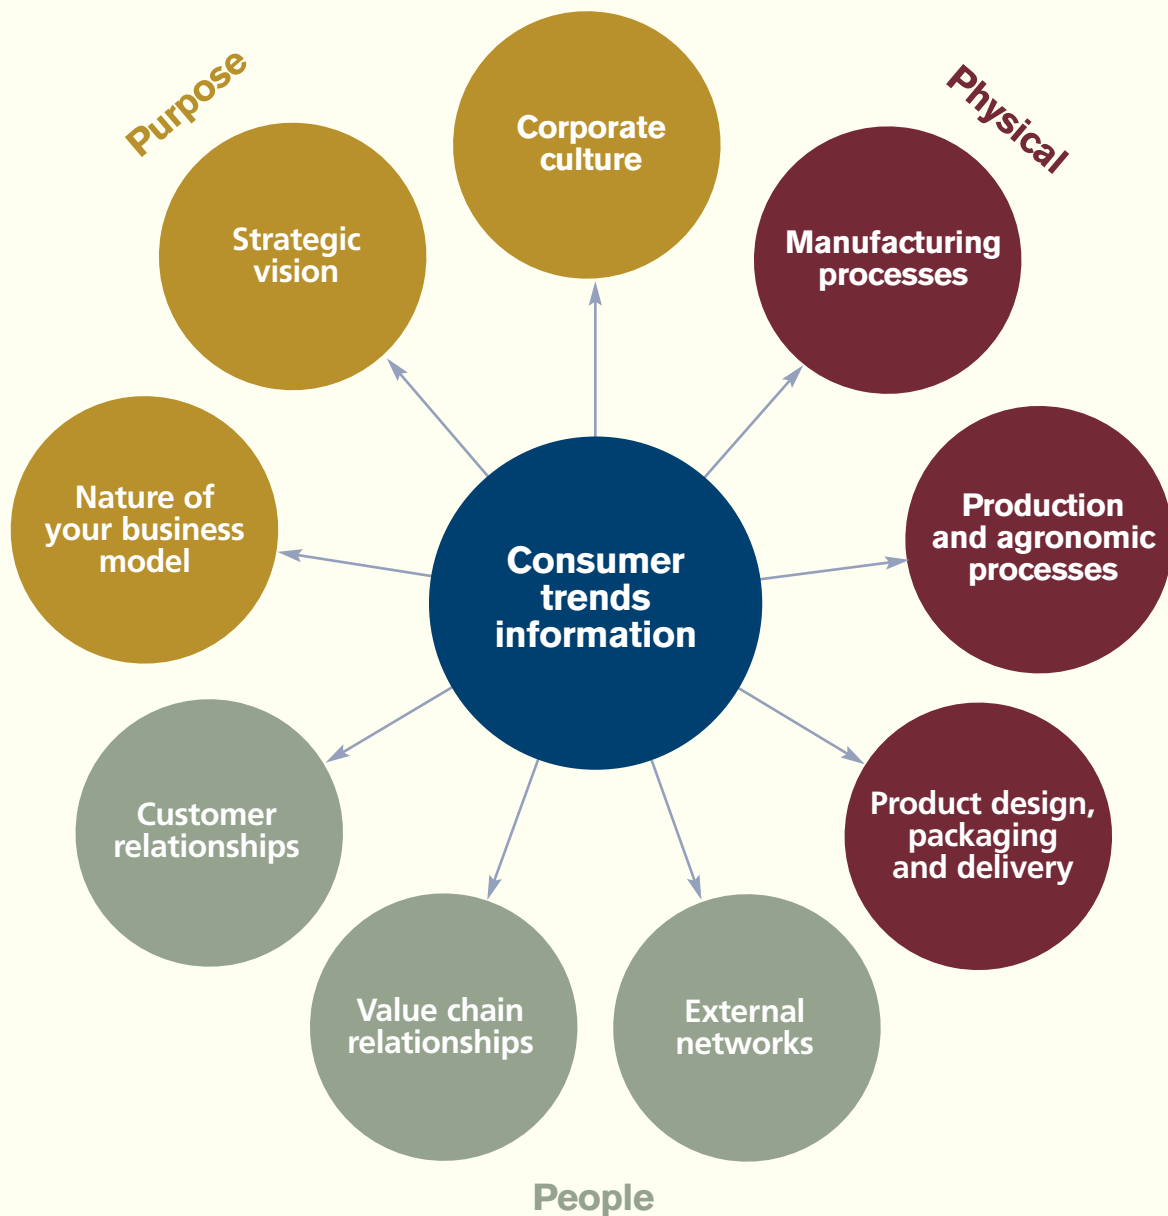 Purpose
Physical
Corporate
culture
Strategic
vision
Manufacturing
processes
Nature of
your business
model
Consumer
trends
information
Production
and agronomic
processes
Customer
relationships
Product design,
packaging
and delivery
Value chain
relationships
External
networks
People